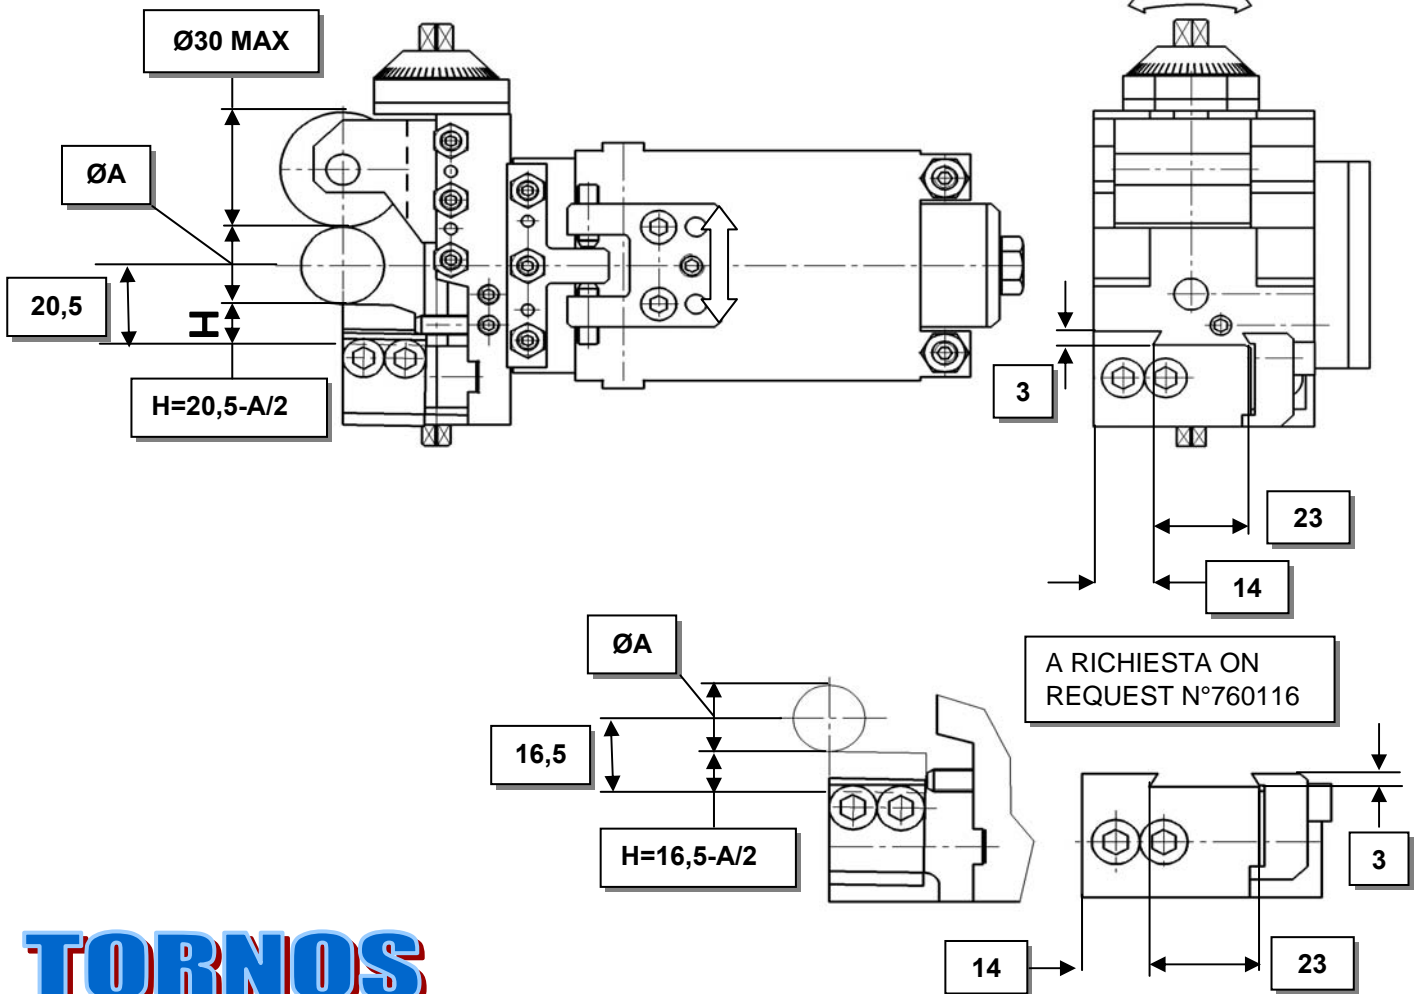 Ø30 MAX
ØA
20,5
H
H=20,5-A/2
3
23
14
ØA
A RICHIESTA ON
REQUEST N°760116
16,5
H=16,5-A/2
3
14
23
TORNOS